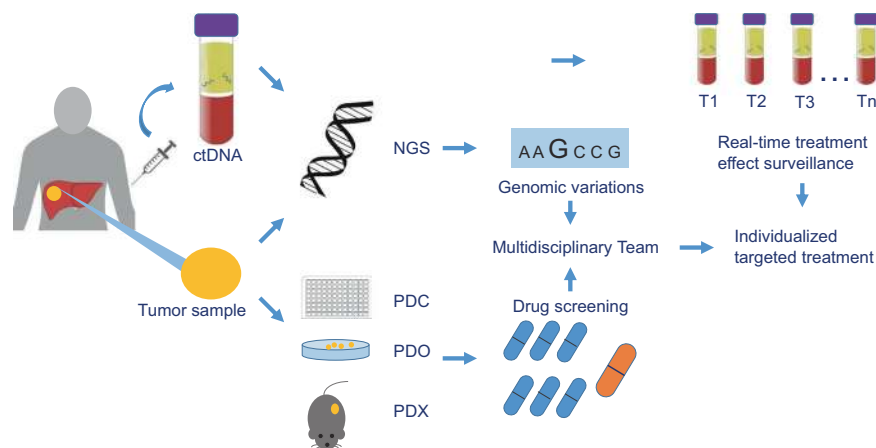 T1
T2
T3
...
Tn
ctDNA
NGS
AAGCCG
Real-time treatment
effect surveillance
Genomic variations
Multidisciplinary Team
Individualized
targeted treatment
Tumor sample
PDC
Drug screening
PDO
PDX